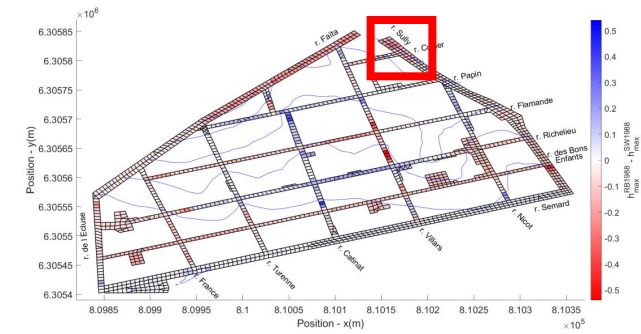 ×10^6
6.30585
6.3058
6.30575
6.3057
6.30565
6.3056
6.30555
6.3055
6.30545
6.3054
Position - y(m)
8.0985
8.099
8.0995
8.1
8.1005
8.101
8.1015
8.102
8.1025
8.103
8.1035
×10^5
Position - x(m)
r. Faïta
r. Sully
r. Cuvier
r. Papin
r. Flamande
r. Richelieu
r. des Bons
Enfants
r. Semard
r. Nicot
r. Villars
r. Catinat
r. Turenne
r. France
r. de l Ecluse
0.5
0.4
0.3
0.2
0.1
0
-0.1
-0.2
-0.3
-0.4
-0.5
h_max^RB1988 - h_max^SW1988